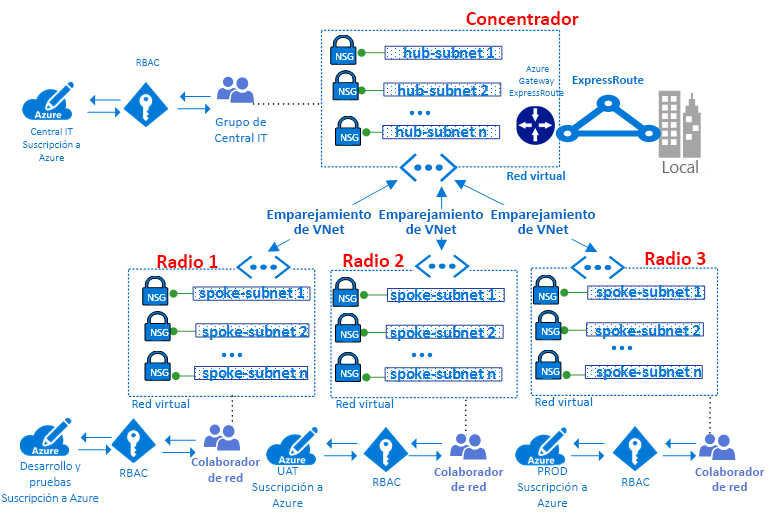 Concentrador
NSG
hub-subnet 1
NSG
hub-subnet 2
...
NSG
hub-subnet n
Azure
Gateway
ExpressRoute
ExpressRoute
Local
Red virtual
RBAC
Azure
Central IT
Suscripción a
Azure
Grupo de
Central IT
Emparejamiento
de VNet
Emparejamiento
de VNet
Emparejamiento
de VNet
Radio 1
NSG
spoke-subnet 1
NSG
spoke-subnet 2
...
NSG
spoke-subnet n
Red virtual
Radio 2
NSG
spoke-subnet 1
NSG
spoke-subnet 2
...
NSG
spoke-subnet n
Red virtual
Radio 3
NSG
spoke-subnet 1
NSG
spoke-subnet 2
...
NSG
spoke-subnet n
Red virtual
Azure
Desarrollo y
pruebas
Suscripción a Azure
RBAC
Colaborador
de red
Azure
UAT
Suscripción a
Azure
RBAC
Colaborador
de red
Azure
PROD
Suscripción a
Azure
RBAC
Colaborador
de red